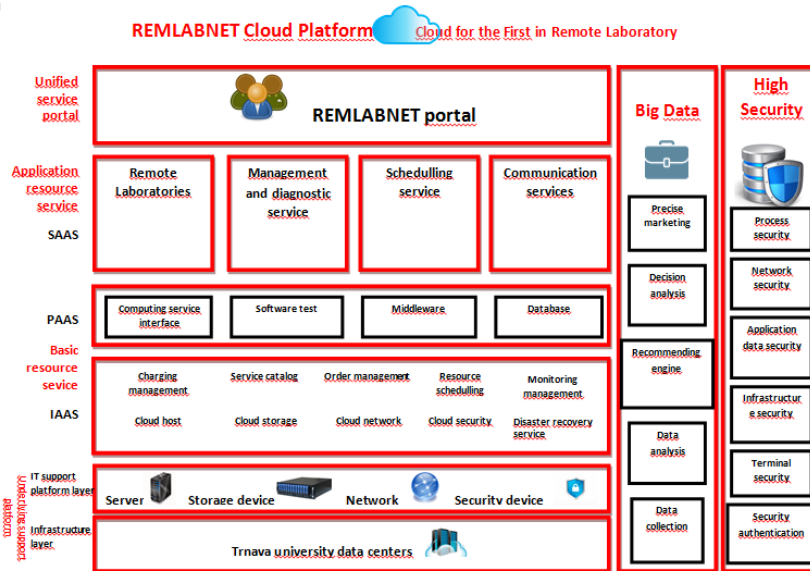 REMLABNET Cloud Platform
Cloud for the First in Remote Laboratory
Unified
service
portal
REMLABNET portal
Big Data
High
Security
Application
resource
service
SAAS
Remote
Laboratories
Management
and diagnostic
service
Schedulling
service
Communication
services
Precise
marketing
Process
security
PAAS
Computing service
interface
Software test
Middleware
Database
Decision
analysis
Network
security
Basic
resource
sevice
IAAS
Charging
management
Service catalog
Order management
Resource
schedulling
Monitoring
management
Cloud host
Cloud storage
Cloud network
Cloud security
Disaster recovery
service
Recommending
engine
Application
data security
Infrastructur
e security
Data
analysis
Terminal
security
Underlying support
platform
IT support
platform layer
Server
Storage device
Network
Security device
Infrastructure
layer
Trnava university data centers
Data
collection
Security
authentication